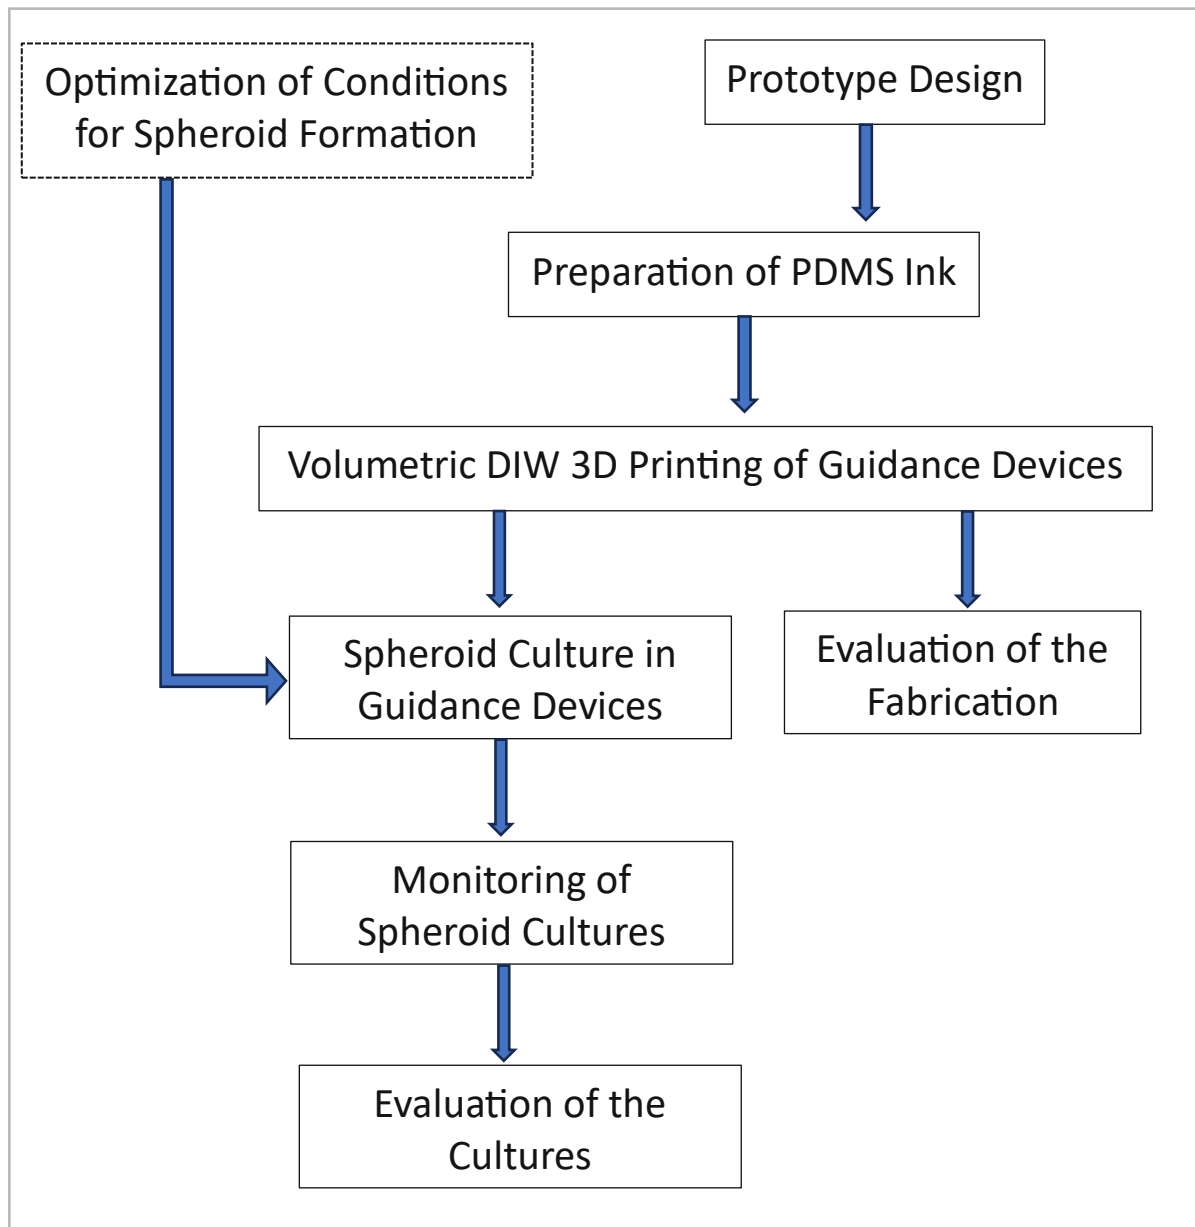 Optimization of Conditions
for Spheroid Formation
Prototype Design
Preparation of PDMS Ink
Volumetric DIW 3D Printing of Guidance Devices
Spheroid Culture in
Guidance Devices
Evaluation of the
Fabrication
Monitoring of
Spheroid Cultures
Evaluation of the
Cultures